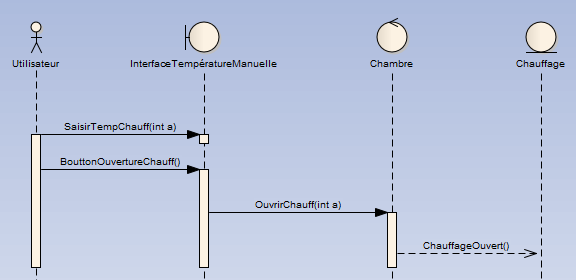 Utilisateur
InterfaceTempératureManuelle
Chambre
Chauffage
SaisirTempChauff(int a)
BouttonOuvertureChauff()
OuvrirChauff(int a)
ChauffageOuvert()